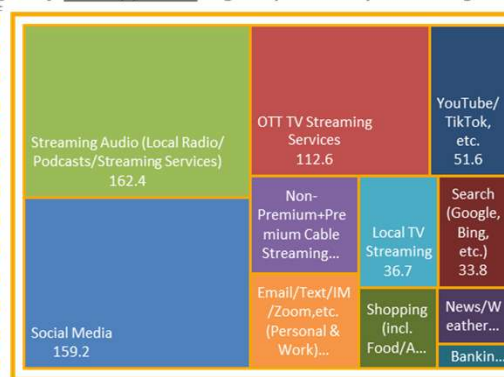 Streaming Audio (Local Radio/
Podcasts/Streaming Services)
162.4
Social Media
159.2
OTT TV Streaming
Services
112.6
YouTube/
TikTok,
etc.
51.6
Non-
Premium+Pre
mium Cable
Streaming...
Local TV
Streaming
36.7
Search
(Google,
Bing,
etc.)
33.8
Email/Text/IM
/Zoom,etc.
(Personal &
Work)...
Shopping
(incl.
Food/A...
News/W
eather...
Bankin...